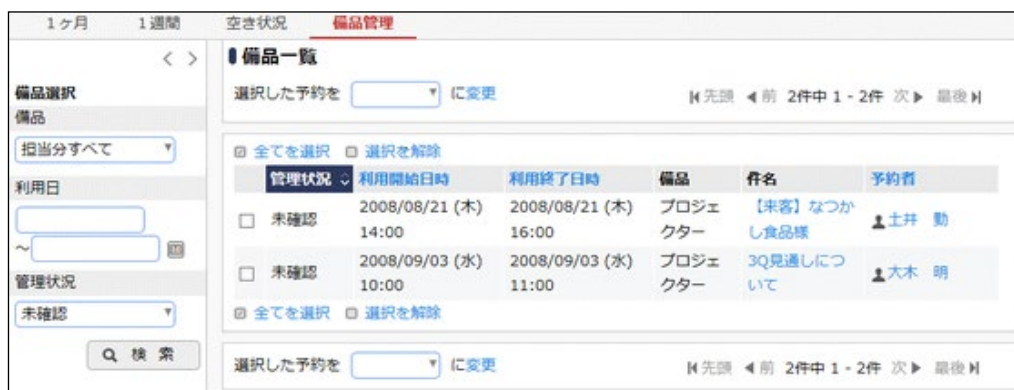 1ヶ月 1週間 空き状況 備品管理
< >
備品選択
備品
担当分すべて
利用日
~
管理状況
未確認
検 索
備品一覧
選択した予約を に変更
先頭 前 2件中 1 - 2件 次 最後
全てを選択 選択を解除
管理状況 利用開始日時 利用終了日時 備品 件名 予約者
未確認 2008/08/21 (木) 14:00 2008/08/21 (木) 16:00 プロジェクター 【来客】なつかし食品様 土井 勤
未確認 2008/09/03 (水) 10:00 2008/09/03 (水) 11:00 プロジェクター 3Q見通しについて 大木 明
全てを選択 選択を解除
選択した予約を に変更
先頭 前 2件中 1 - 2件 次 最後